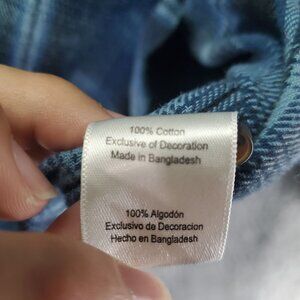 100% Cotton
Exclusive of Decoration
Made in Bangladesh
100% Algodón
Exclusivo de Decoracion
Hecho en Bangladesh